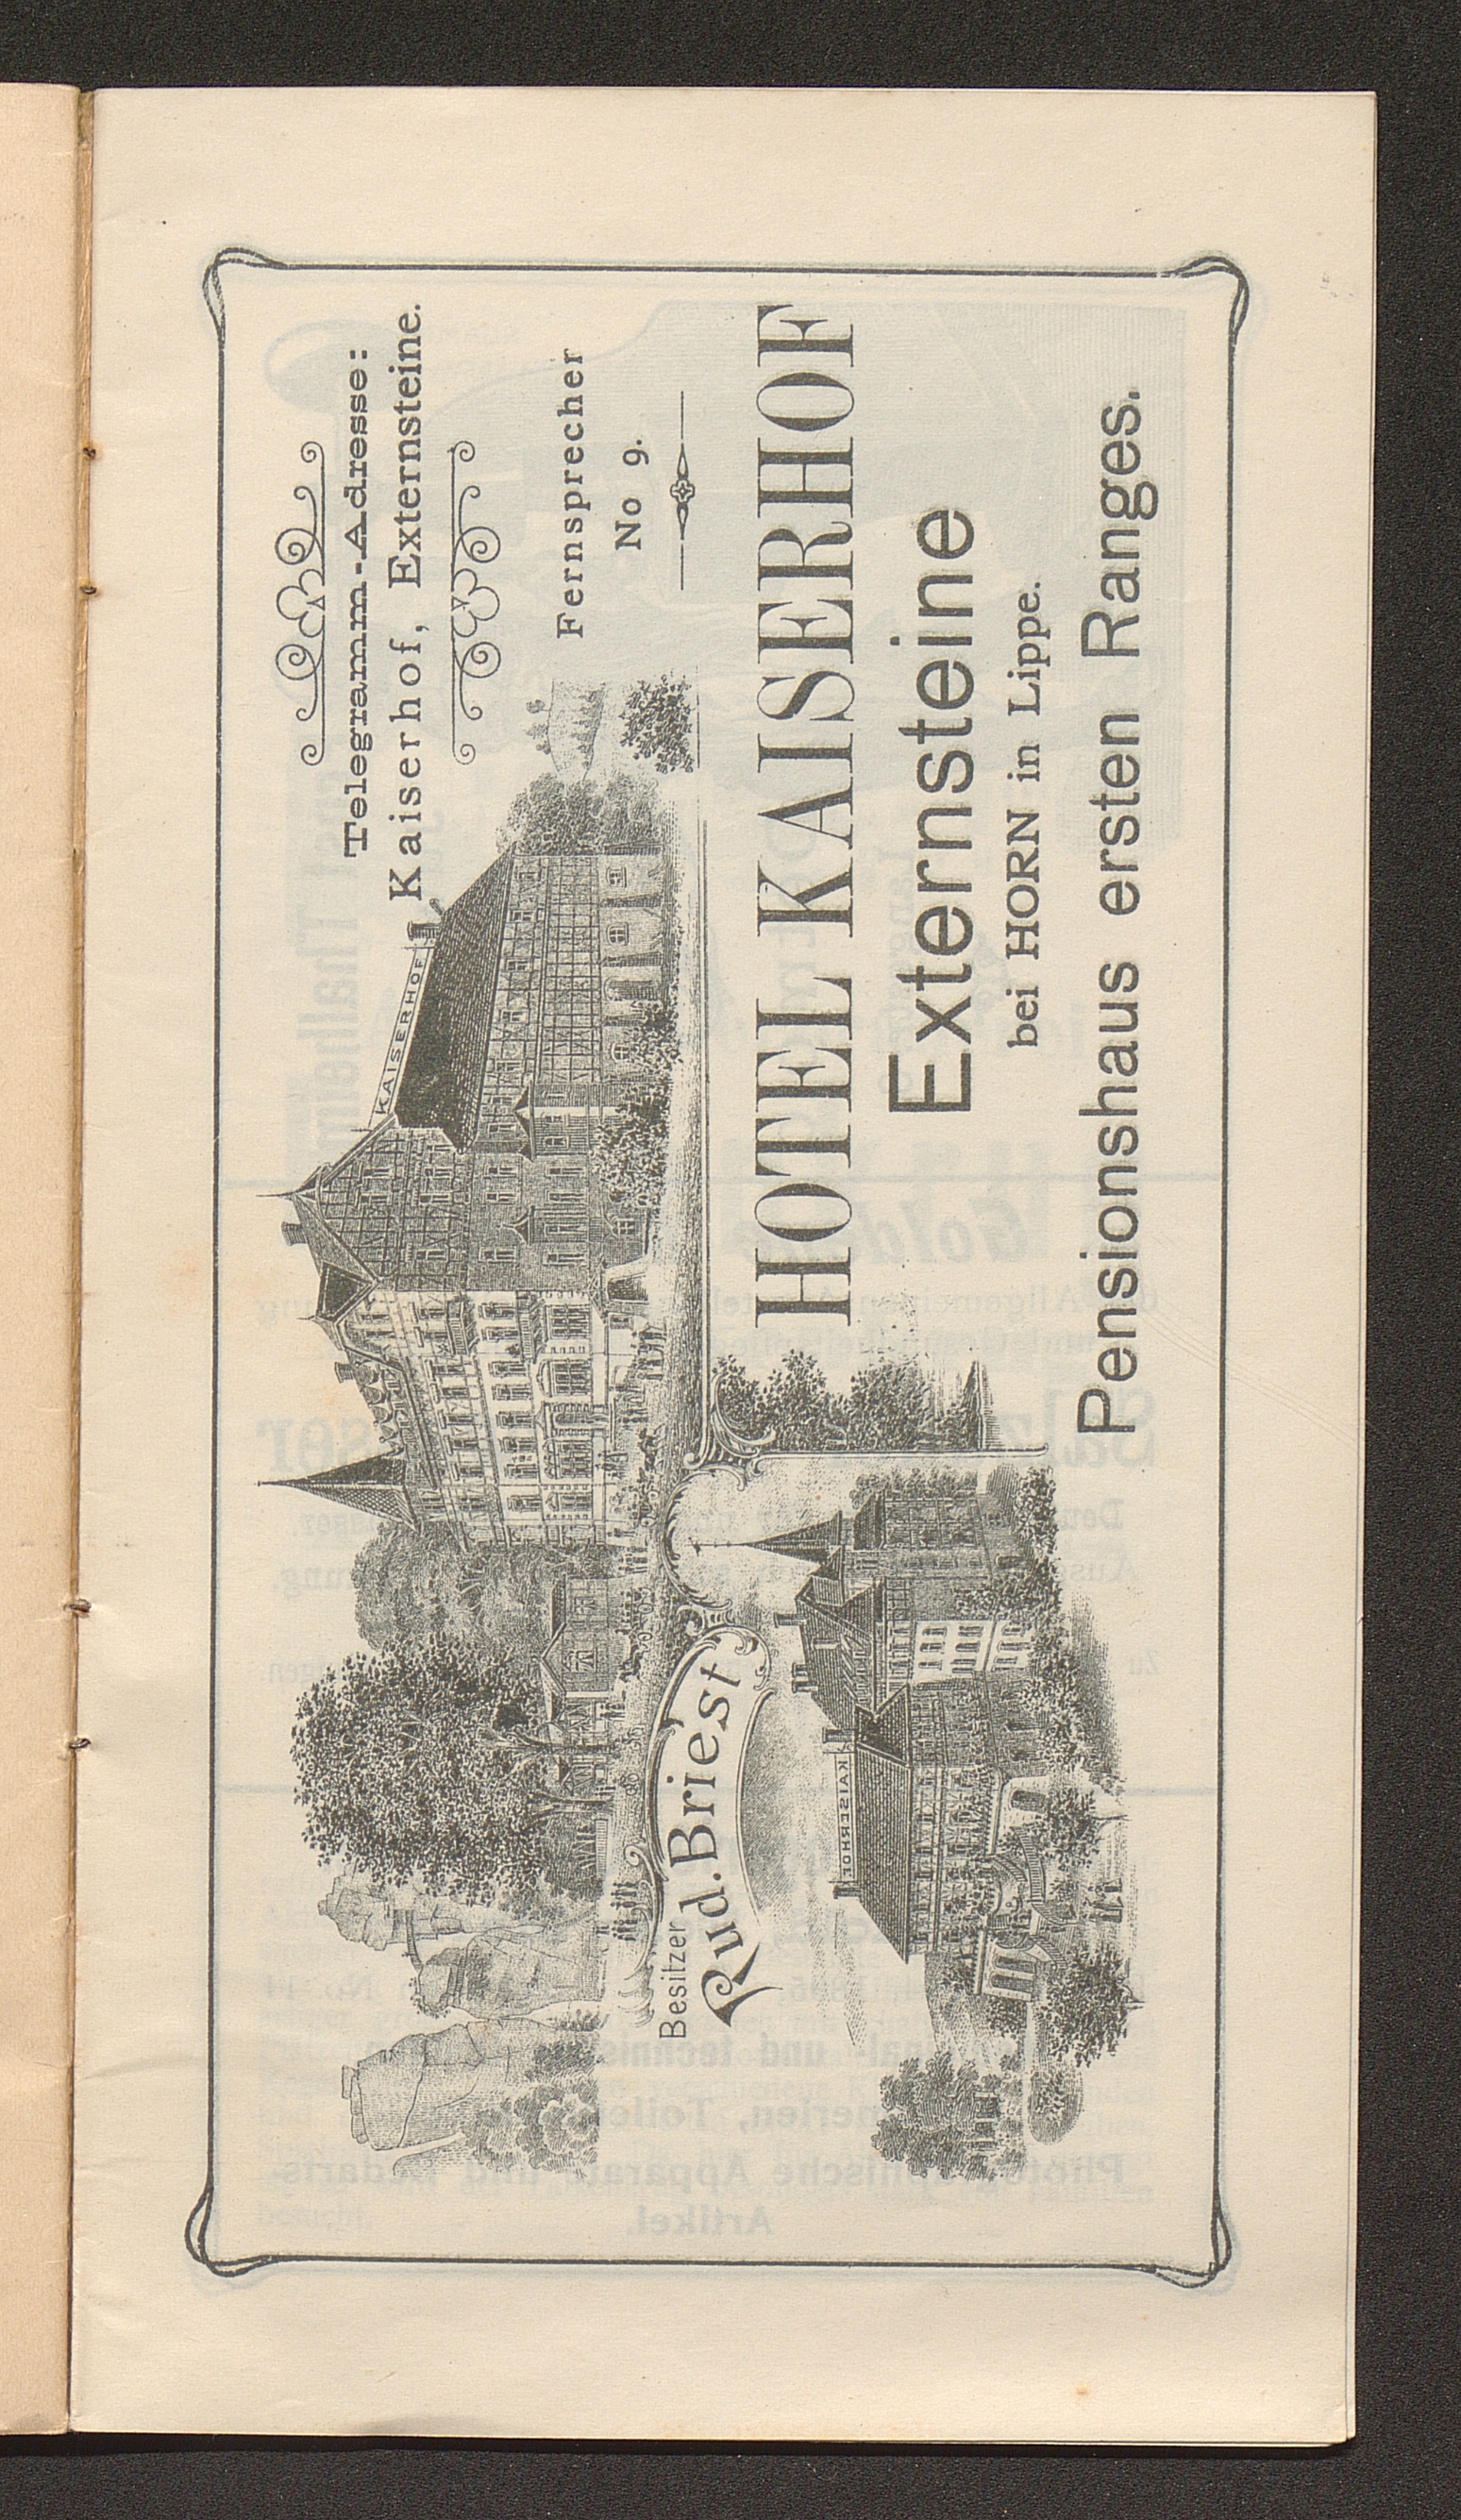 Telegramm-Adresse:
Kaiserhof, Externsteine.
Fernsprecher
No 9.
KAISERHOF
Besitzer
Rud. Briest
KAISERHOF
HOTEL KAISERHOF
Externsteine
bei HORN in Lippe.
Pensionshaus ersten Ranges.